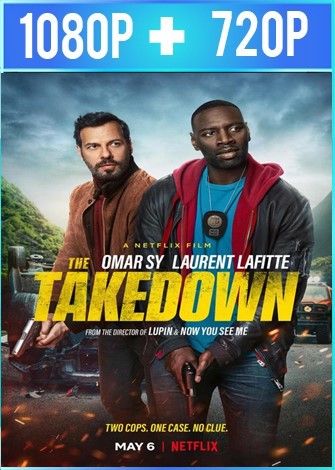 1080P + 720P
A NETFLIX FILM
OMAR SY LAURENT LAFITTE
THE
TAKEDOWN
FROM THE DIRECTOR OF LUPIN & NOW YOU SEE ME
TWO COPS. ONE CASE. NO CLUE.
MAY 6 | NETFLIX